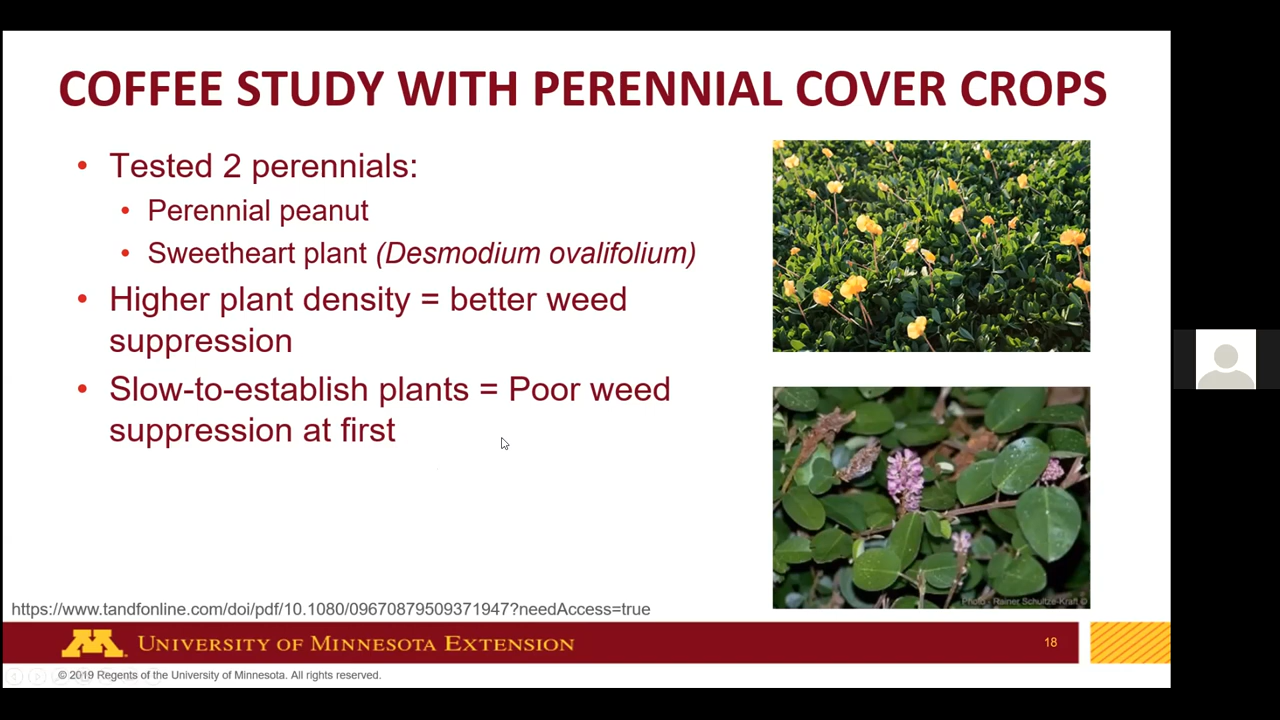 COFFEE STUDY WITH PERENNIAL COVER CROPS
• Tested 2 perennials:
• Perennial peanut
• Sweetheart plant (Desmodium ovalifolium)
• Higher plant density = better weed
suppression
• Slow-to-establish plants = Poor weed
suppression at first
Photo - Rainer Schultze-Kraft ©
https://www.tandfonline.com/doi/pdf/10.1080/09670879509371947?needAccess=true
M. UNIVERSITY OF MINNESOTA EXTENSION
18
© 2019 Regents of the University of Minnesota. All rights reserved.